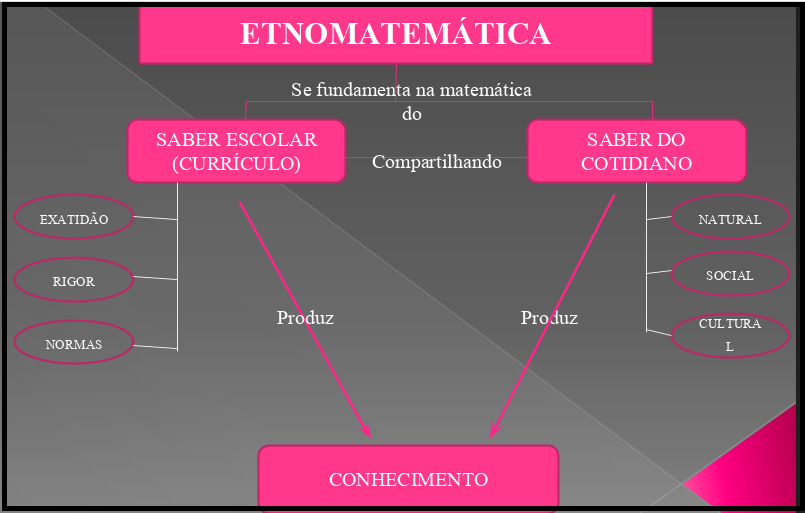 ETNOMATEMÁTICA
Se fundamenta na matemática
do
SABER ESCOLAR
(CURRÍCULO)
Compartilhando
SABER DO
COTIDIANO
EXATIDÃO
RIGOR
NORMAS
NATURAL
SOCIAL
CULTURA
L
Produz
Produz
CONHECIMENTO